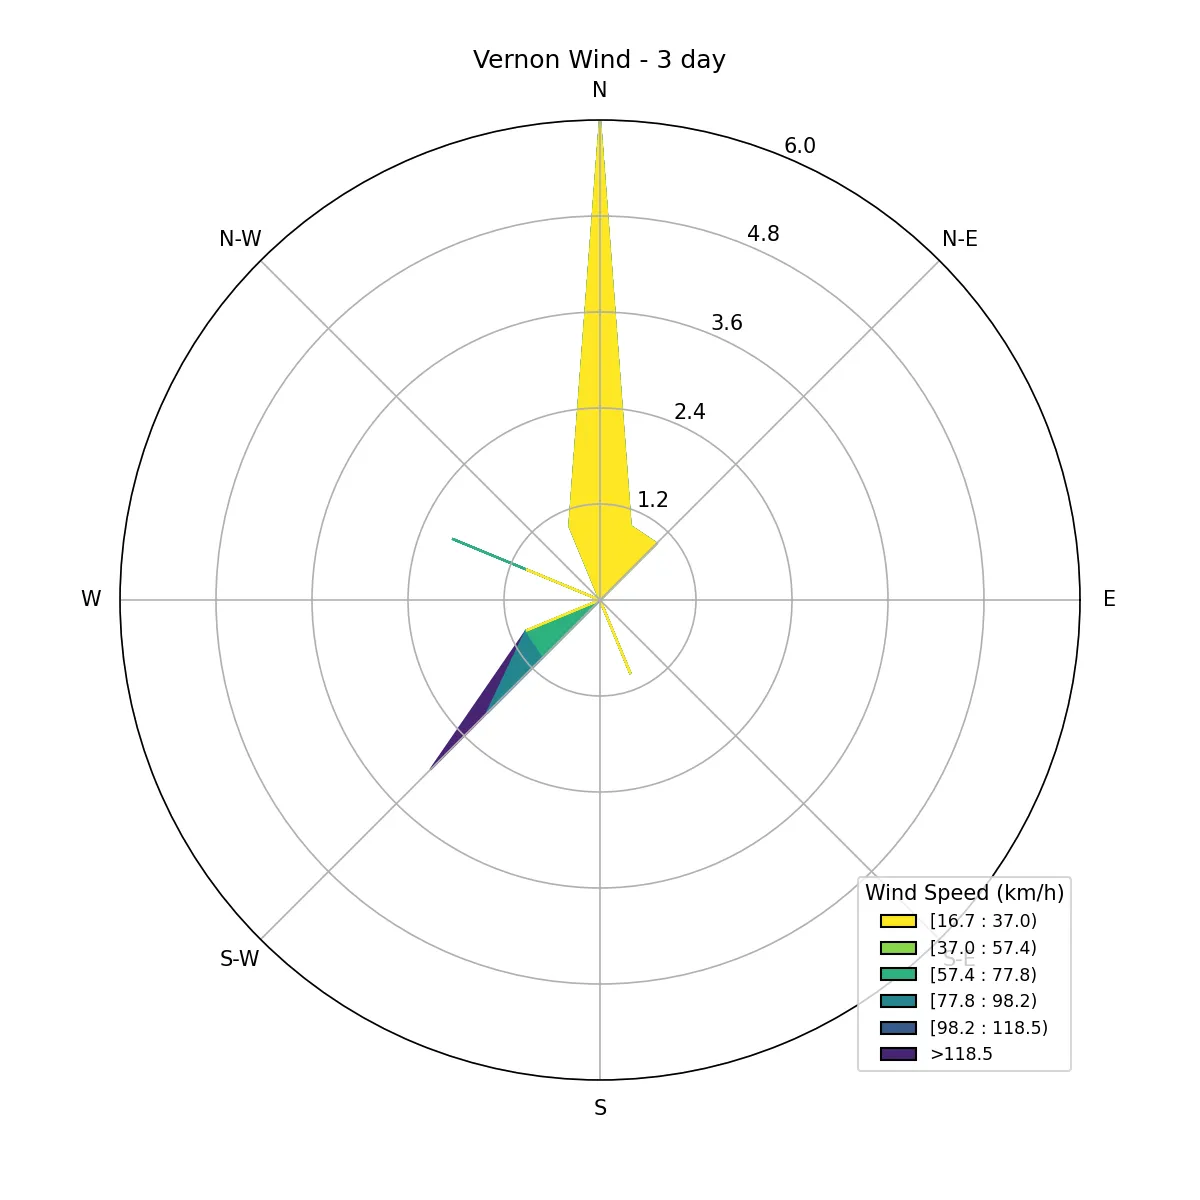 Vernon Wind - 3 day
N
6.0
N-W
4.8
N-E
3.6
2.4
1.2
W
E
Wind Speed (km/h)
[16.7 : 37.0)
[37.0 : 57.4)
S-W
S-E
[57.4 : 77.8)
[77.8 : 98.2)
[98.2 : 118.5)
>118.5
S